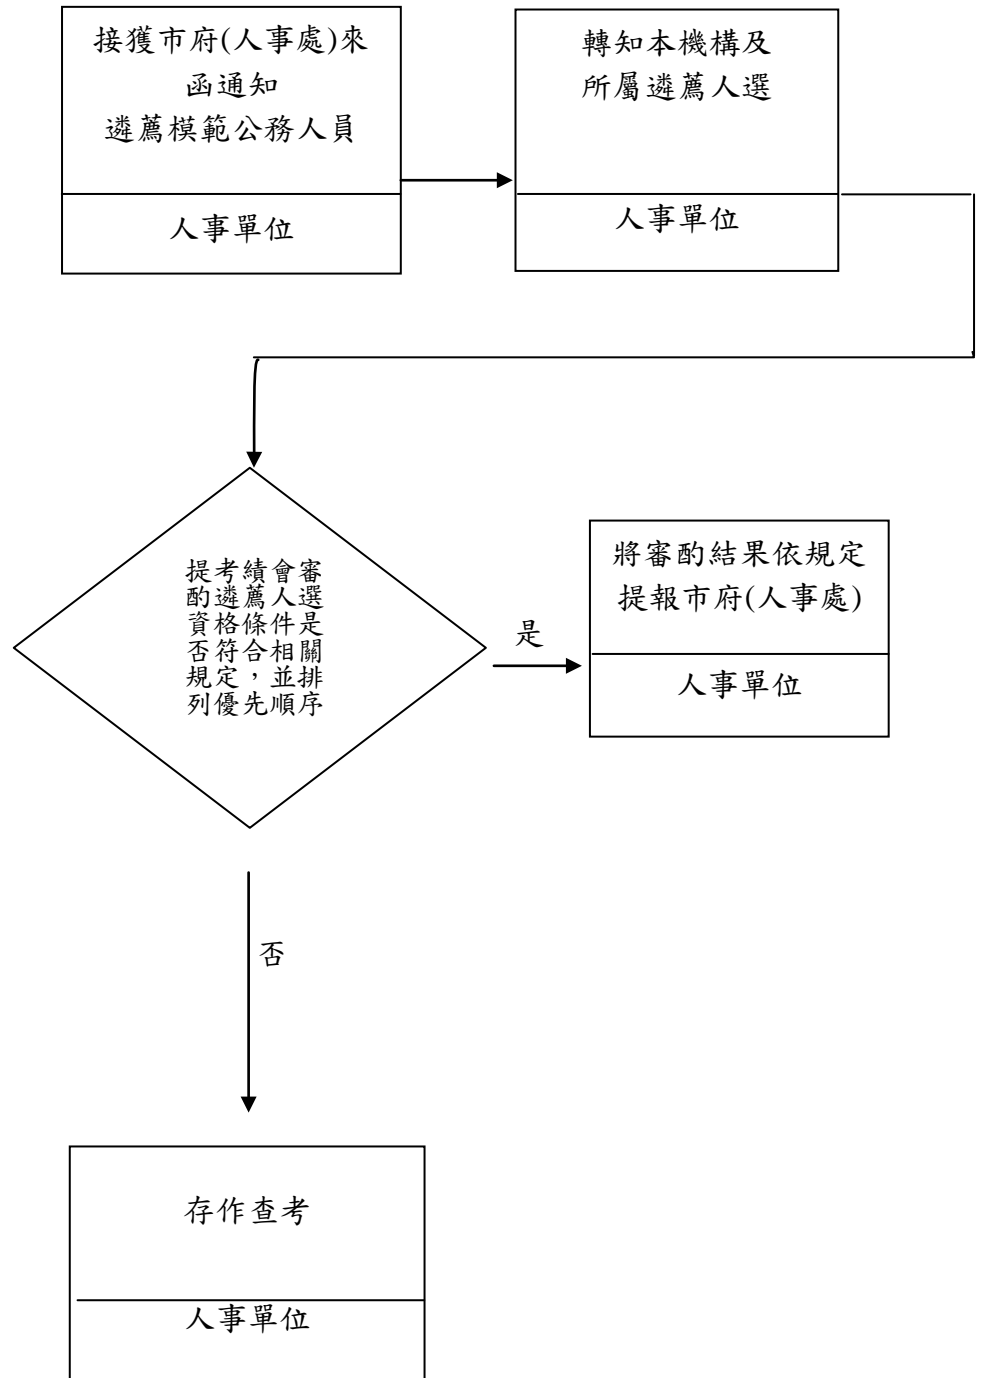 接獲市府(人事處)來
函通知
遴薦模範公務人員
人事單位
轉知本機構及
所屬遴薦人選
人事單位
提考績會審
酌遴薦人選
資格條件是
否符合相關
規定，並排
列優先順序
是
將審酌結果依規定
提報市府(人事處)
人事單位
否
存作查考
人事單位